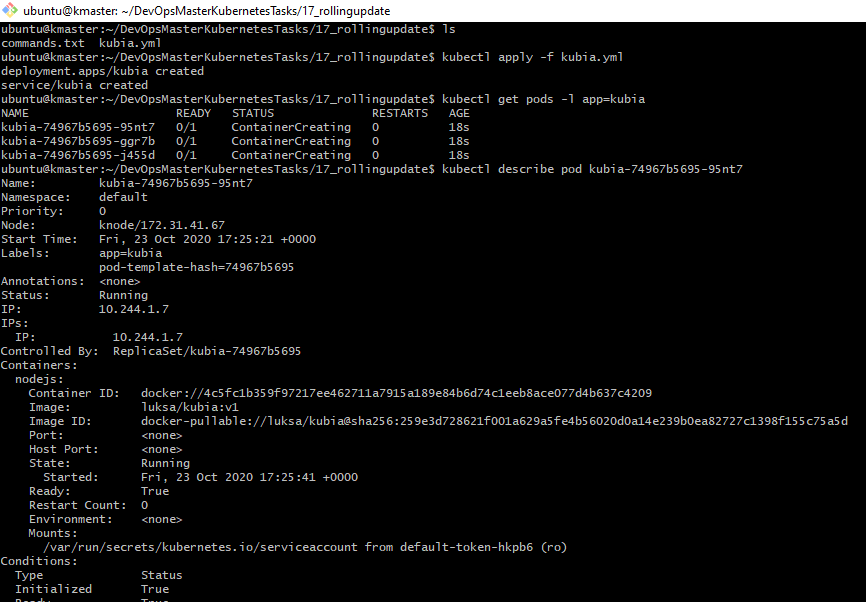 ubuntu@kmaster: ~/DevOpsMasterKubernetesTasks/17_rollingupdate
ubuntu@kmaster:~/DevOpsMasterKubernetesTasks/17_rollingupdate$ ls
commands.txt  kubia.yml
ubuntu@kmaster:~/DevOpsMasterKubernetesTasks/17_rollingupdate$ kubectl apply -f kubia.yml
deployment.apps/kubia created
service/kubia created
ubuntu@kmaster:~/DevOpsMasterKubernetesTasks/17_rollingupdate$ kubectl get pods -l app=kubia
NAME                     READY   STATUS              RESTARTS   AGE
kubia-74967b5695-95nt7   0/1     ContainerCreating   0          18s
kubia-74967b5695-ggr7b   0/1     ContainerCreating   0          18s
kubia-74967b5695-j455d   0/1     ContainerCreating   0          18s
ubuntu@kmaster:~/DevOpsMasterKubernetesTasks/17_rollingupdate$ kubectl describe pod kubia-74967b5695-95nt7
Name:         kubia-74967b5695-95nt7
Namespace:    default
Priority:     0
Node:         knode/172.31.41.67
Start Time:   Fri, 23 Oct 2020 17:25:21 +0000
Labels:       app=kubia
              pod-template-hash=74967b5695
Annotations:  <none>
Status:       Running
IP:           10.244.1.7
IPs:
  IP:           10.244.1.7
Controlled By:  ReplicaSet/kubia-74967b5695
Containers:
  nodejs:
    Container ID:   docker://4c5fc1b359f97217ee462711a7915a189e84b6d74c1eeb8ace077d4b637c4209
    Image:          luksa/kubia:v1
    Image ID:       docker-pullable://luksa/kubia@sha256:259e3d728621f001a629a5fe4b56020d0a14e239b0ea82727c1398f155c75a5d
    Port:           <none>
    Host Port:      <none>
    State:          Running
      Started:      Fri, 23 Oct 2020 17:25:41 +0000
    Ready:          True
    Restart Count:  0
    Environment:    <none>
    Mounts:
      /var/run/secrets/kubernetes.io/serviceaccount from default-token-hkpb6 (ro)
Conditions:
  Type              Status
  Initialized       True
  Ready             True